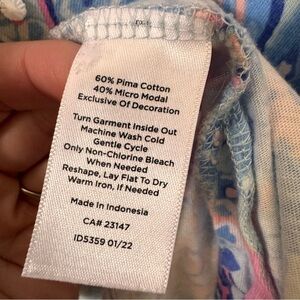 60% Pima Cotton
40% Micro Modal
Exclusive Of Decoration
Turn Garment Inside Out
Machine Wash Cold
Gentle Cycle
Only Non-Chlorine Bleach
When Needed
Reshape, Lay Flat To Dry
Warm Iron, If Needed
Made in Indonesia
CA# 23147
ID5359 01/22